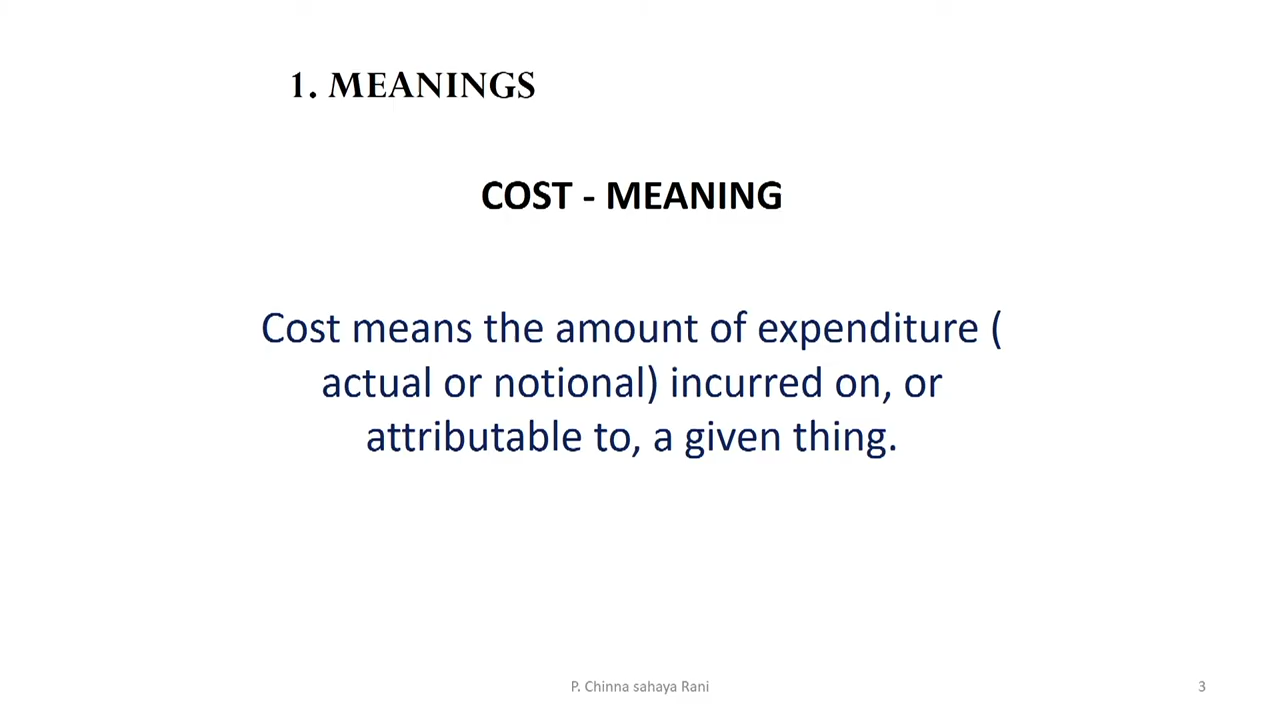 1. MEANINGS
COST - MEANING
Cost means the amount of expenditure (
actual or notional) incurred on, or
attributable to, a given thing.
P. Chinna sahaya Rani
3